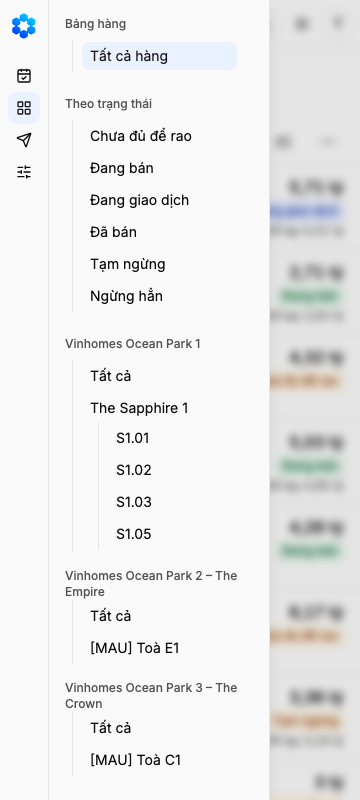 Bảng hàng
Tất cả hàng
Theo trạng thái
Chưa đủ để rao
Đang bán
Đang giao dịch
Đã bán
Tạm ngừng
Ngừng hẳn
Vinhomes Ocean Park 1
Tất cả
The Sapphire 1
S1.01
S1.02
S1.03
S1.05
Vinhomes Ocean Park 2 – The
Empire
Tất cả
[MAU] Toà E1
Vinhomes Ocean Park 3 – The
Crown
Tất cả
[MAU] Toà C1